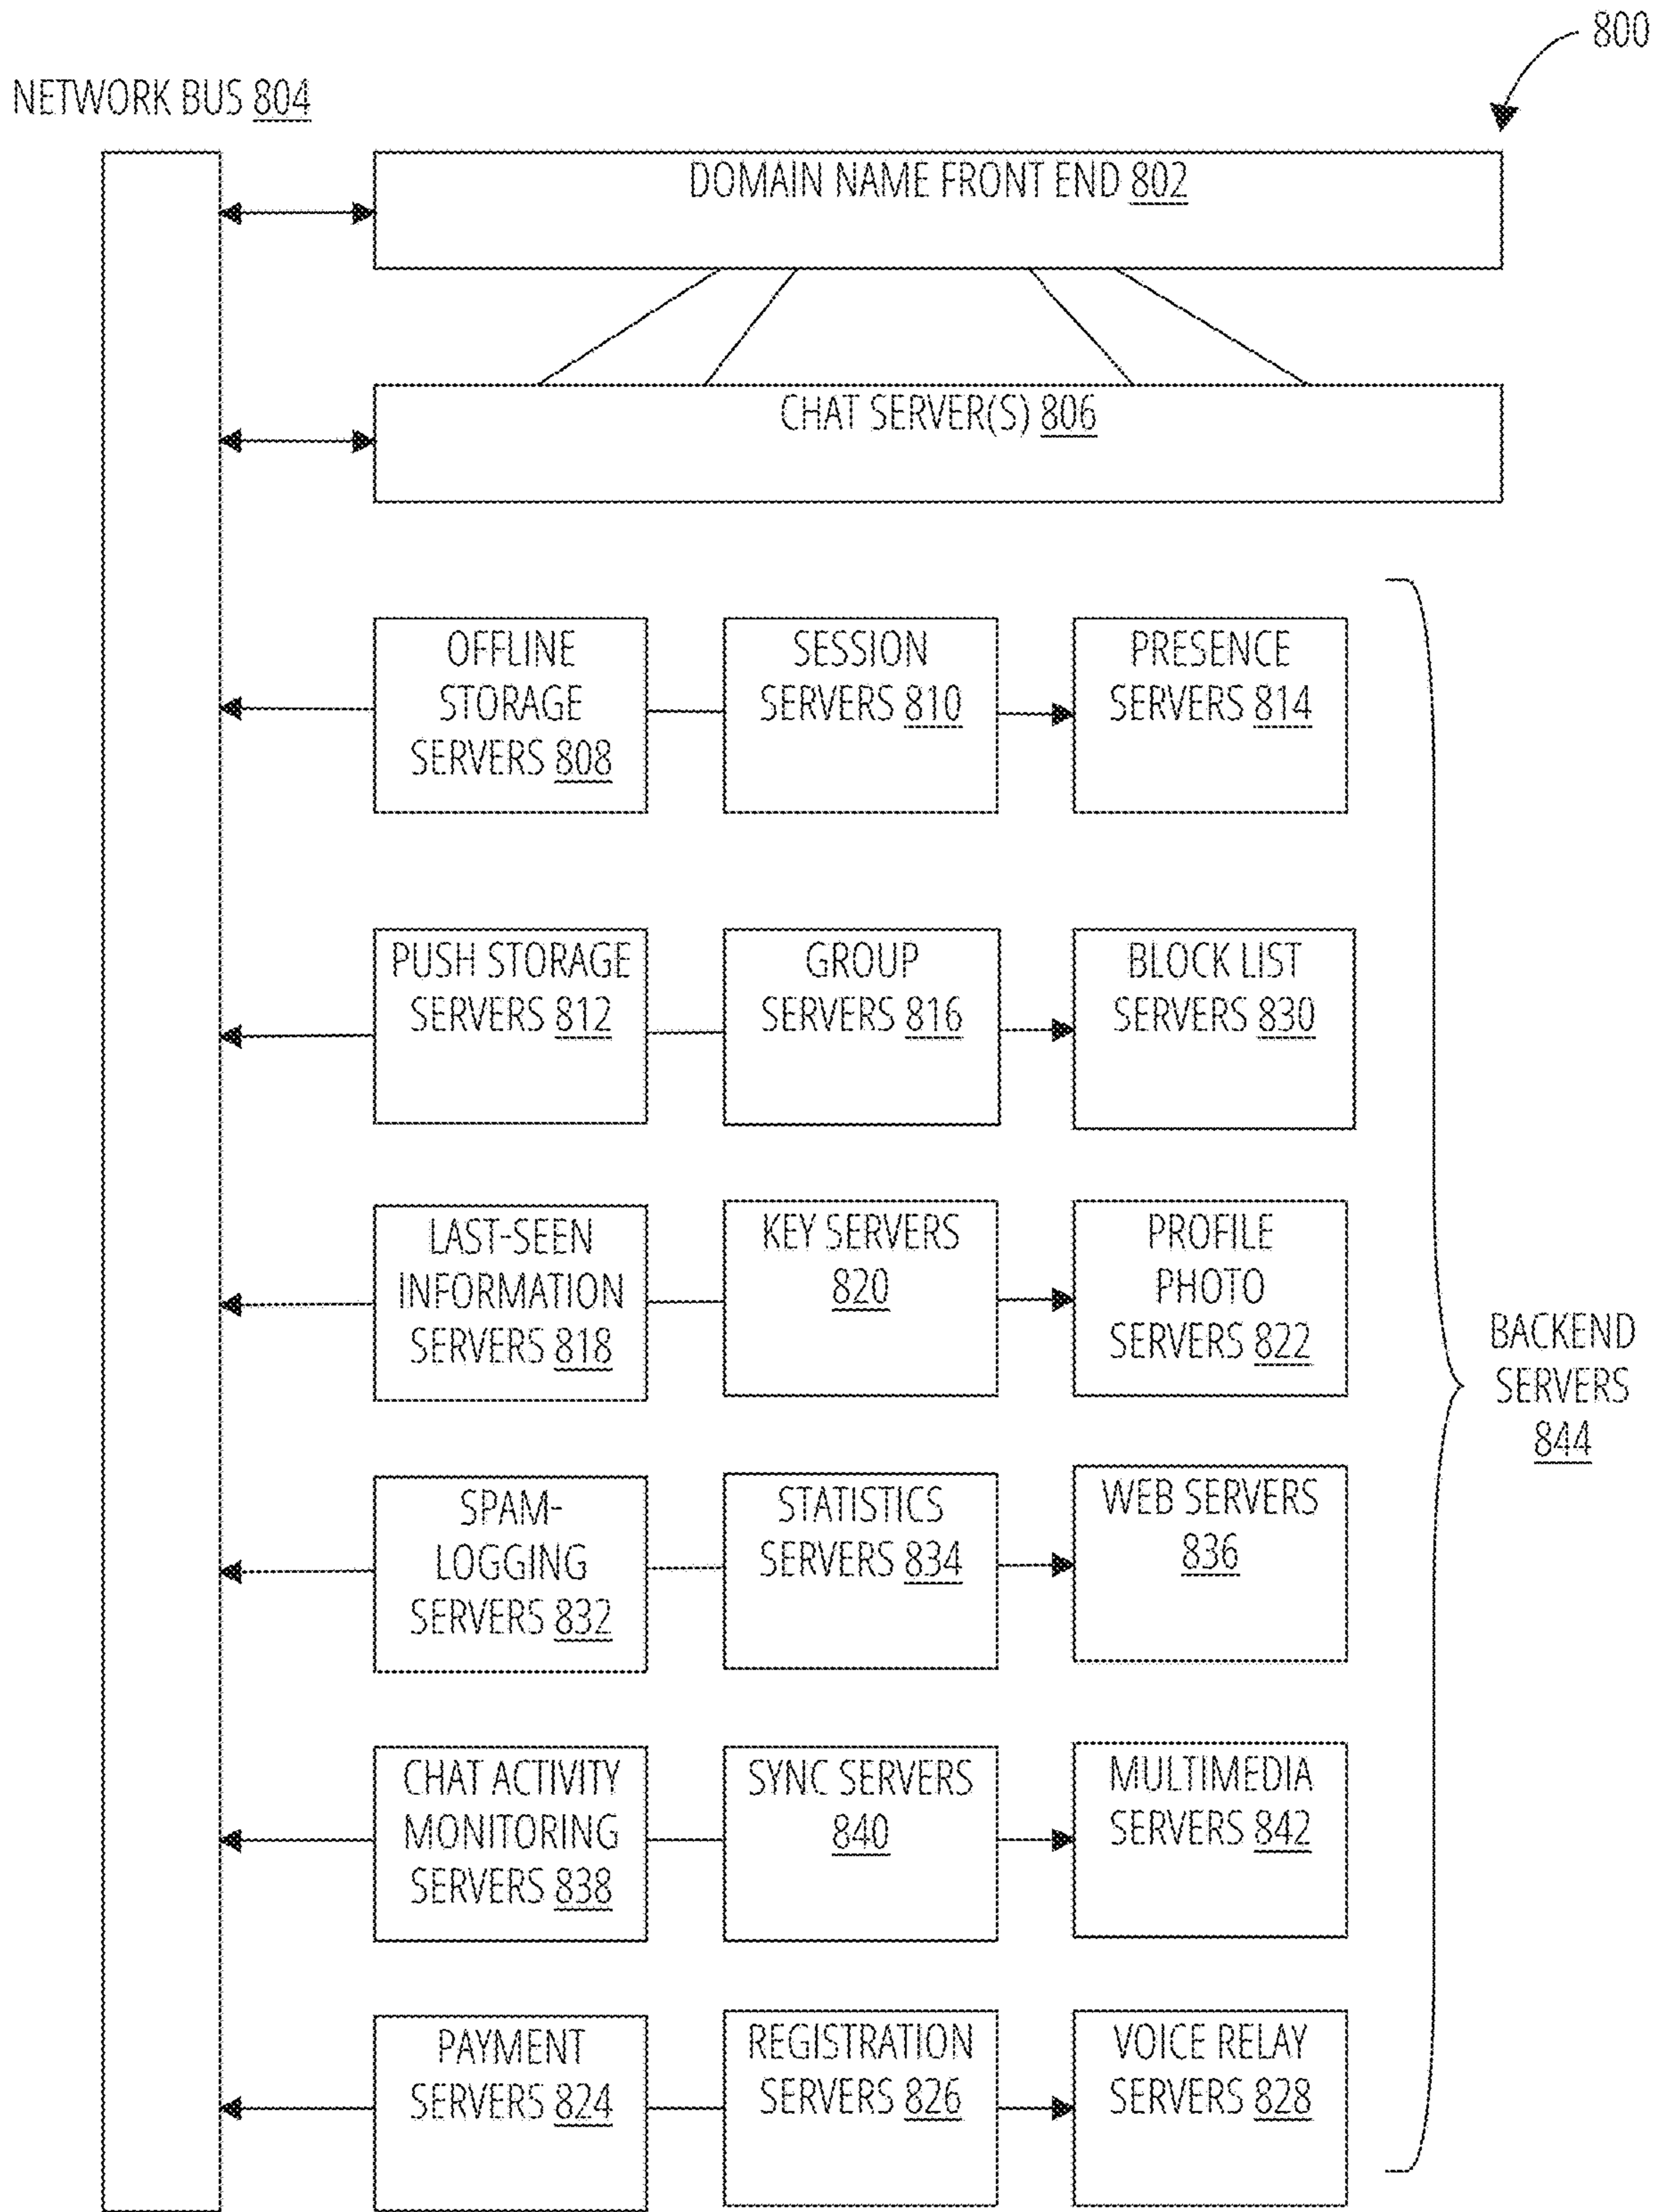 800
NETWORK BUS 804
DOMAIN NAME FRONT END 802
CHAT SERVER(S) 806
OFFLINE
STORAGE
SERVERS 808
SESSION
SERVERS 810
PRESENCE
SERVERS 814
PUSH STORAGE
SERVERS 812
GROUP
SERVERS 816
BLOCK LIST
SERVERS 830
LAST-SEEN
INFORMATION
SERVERS 818
KEY SERVERS
820
PROFILE
PHOTO
SERVERS 822
BACKEND
SERVERS
844
SPAM-
LOGGING
SERVERS 832
STATISTICS
SERVERS 834
WEB SERVERS
836
CHAT ACTIVITY
MONITORING
SERVERS 838
SYNC SERVERS
840
MULTIMEDIA
SERVERS 842
PAYMENT
SERVERS 824
REGISTRATION
SERVERS 826
VOICE RELAY
SERVERS 828